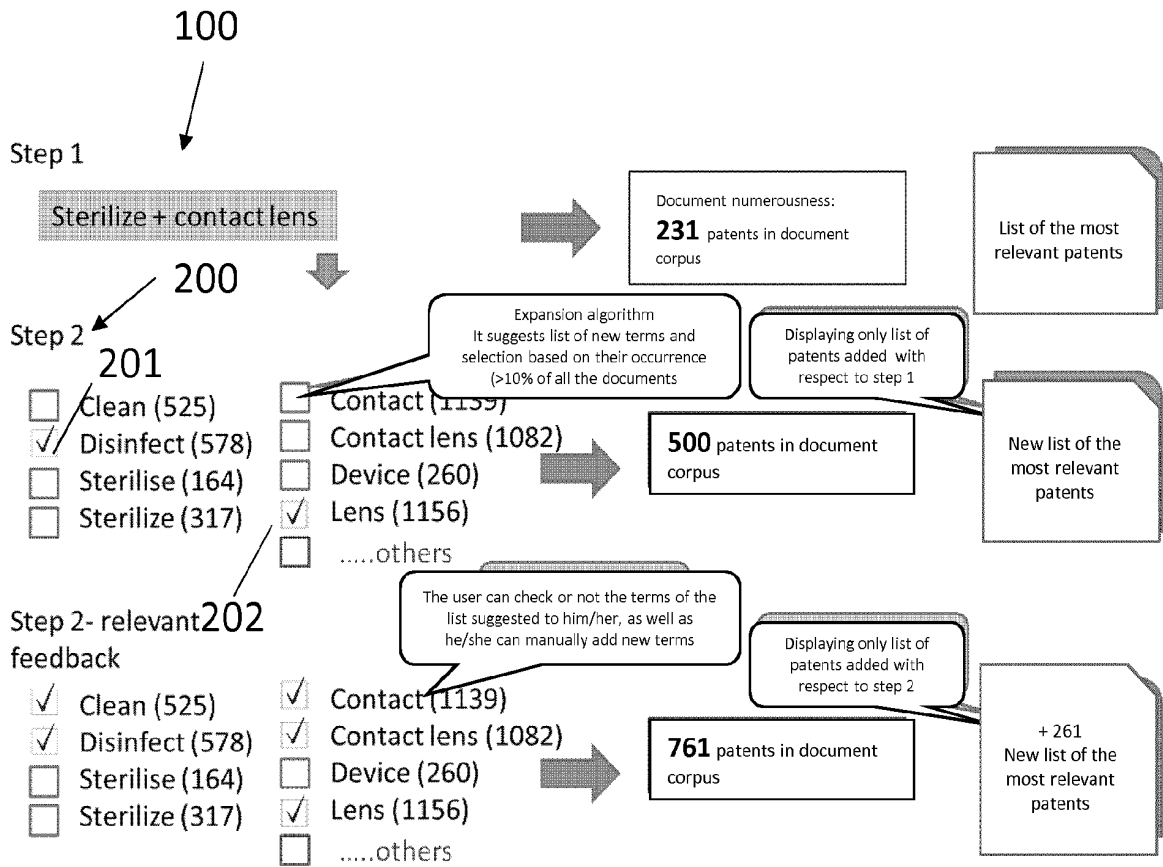 100
Step 1
Sterilize + contact lens
Document numerousness:
231 patents in document
corpus
List of the most
relevant patents
200
Step 2
201
Expansion algorithm
It suggests list of new terms and
selection based on their occurrence
(>10% of all the documents
Displaying only list of
patents added with
respect to step 1
Clean (525)
Disinfect (578)
Sterilise (164)
Sterilize (317)
Contact (1139)
Contact lens (1082)
Device (260)
Lens (1156)
.....others
500 patents in document
corpus
New list of the
most relevant
patents
Step 2- relevant
feedback
202
The user can check or not the terms of the
list suggested to him/her, as well as
he/she can manually add new terms
Displaying only list of
patents added with
respect to step 2
Clean (525)
Disinfect (578)
Sterilise (164)
Sterilize (317)
Contact (1139)
Contact lens (1082)
Device (260)
Lens (1156)
.....others
761 patents in document
corpus
+ 261
New list of the
most relevant
patents